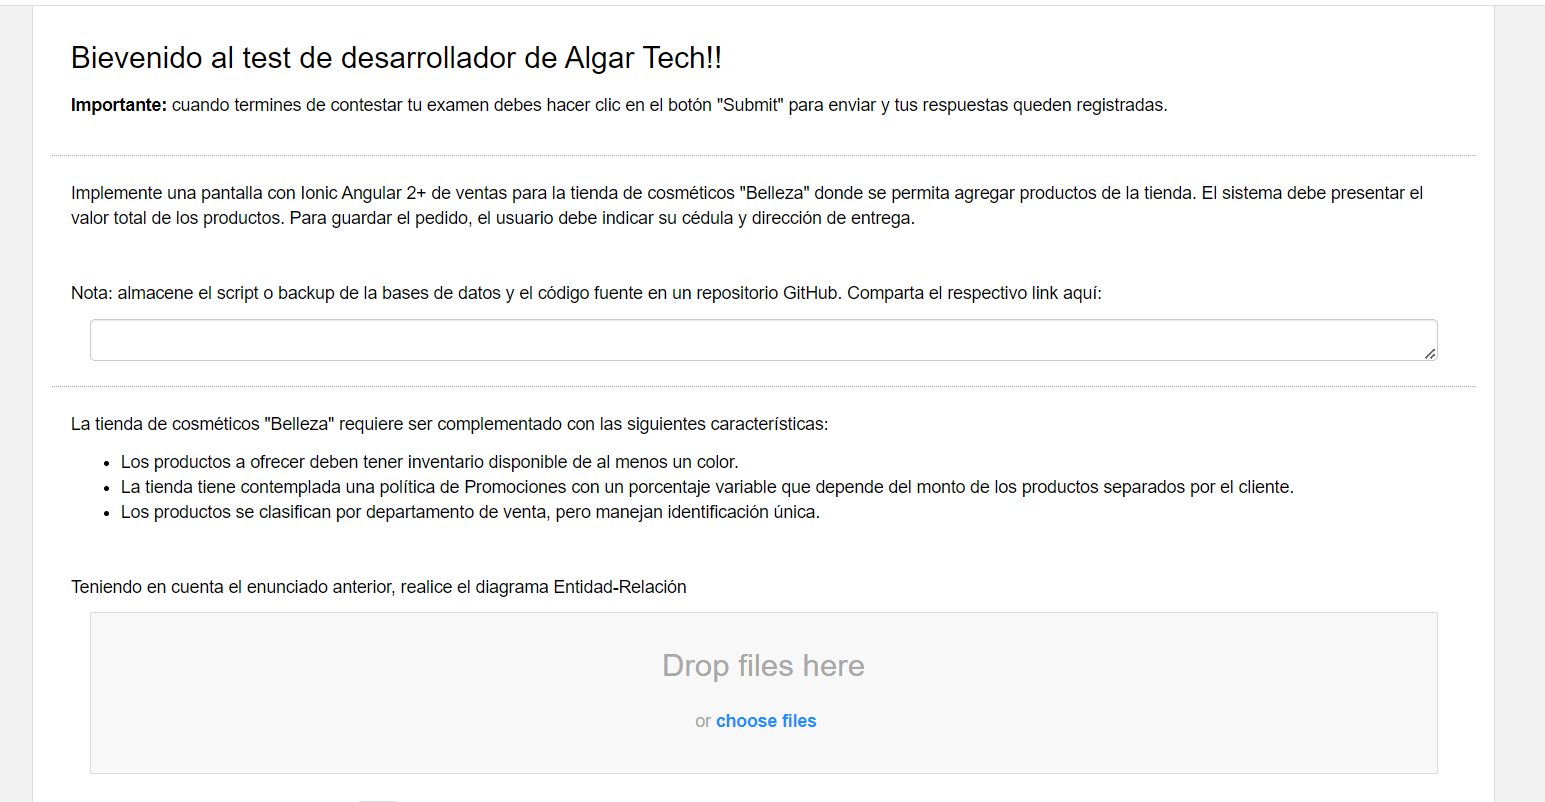 Bievenido al test de desarrollador de Algar Tech!!
Importante: cuando termines de contestar tu examen debes hacer clic en el botón "Submit" para enviar y tus respuestas queden registradas.
Implemente una pantalla con Ionic Angular 2+ de ventas para la tienda de cosméticos "Belleza" donde se permita agregar productos de la tienda. El sistema debe presentar el
valor total de los productos. Para guardar el pedido, el usuario debe indicar su cédula y dirección de entrega.
Nota: almacene el script o backup de la bases de datos y el código fuente en un repositorio GitHub. Comparta el respectivo link aquí:
La tienda de cosméticos "Belleza" requiere ser complementado con las siguientes características:
• Los productos a ofrecer deben tener inventario disponible de al menos un color.
• La tienda tiene contemplada una política de Promociones con un porcentaje variable que depende del monto de los productos separados por el cliente.
• Los productos se clasifican por departamento de venta, pero manejan identificación única.
Teniendo en cuenta el enunciado anterior, realice el diagrama Entidad-Relación
Drop files here
or choose files